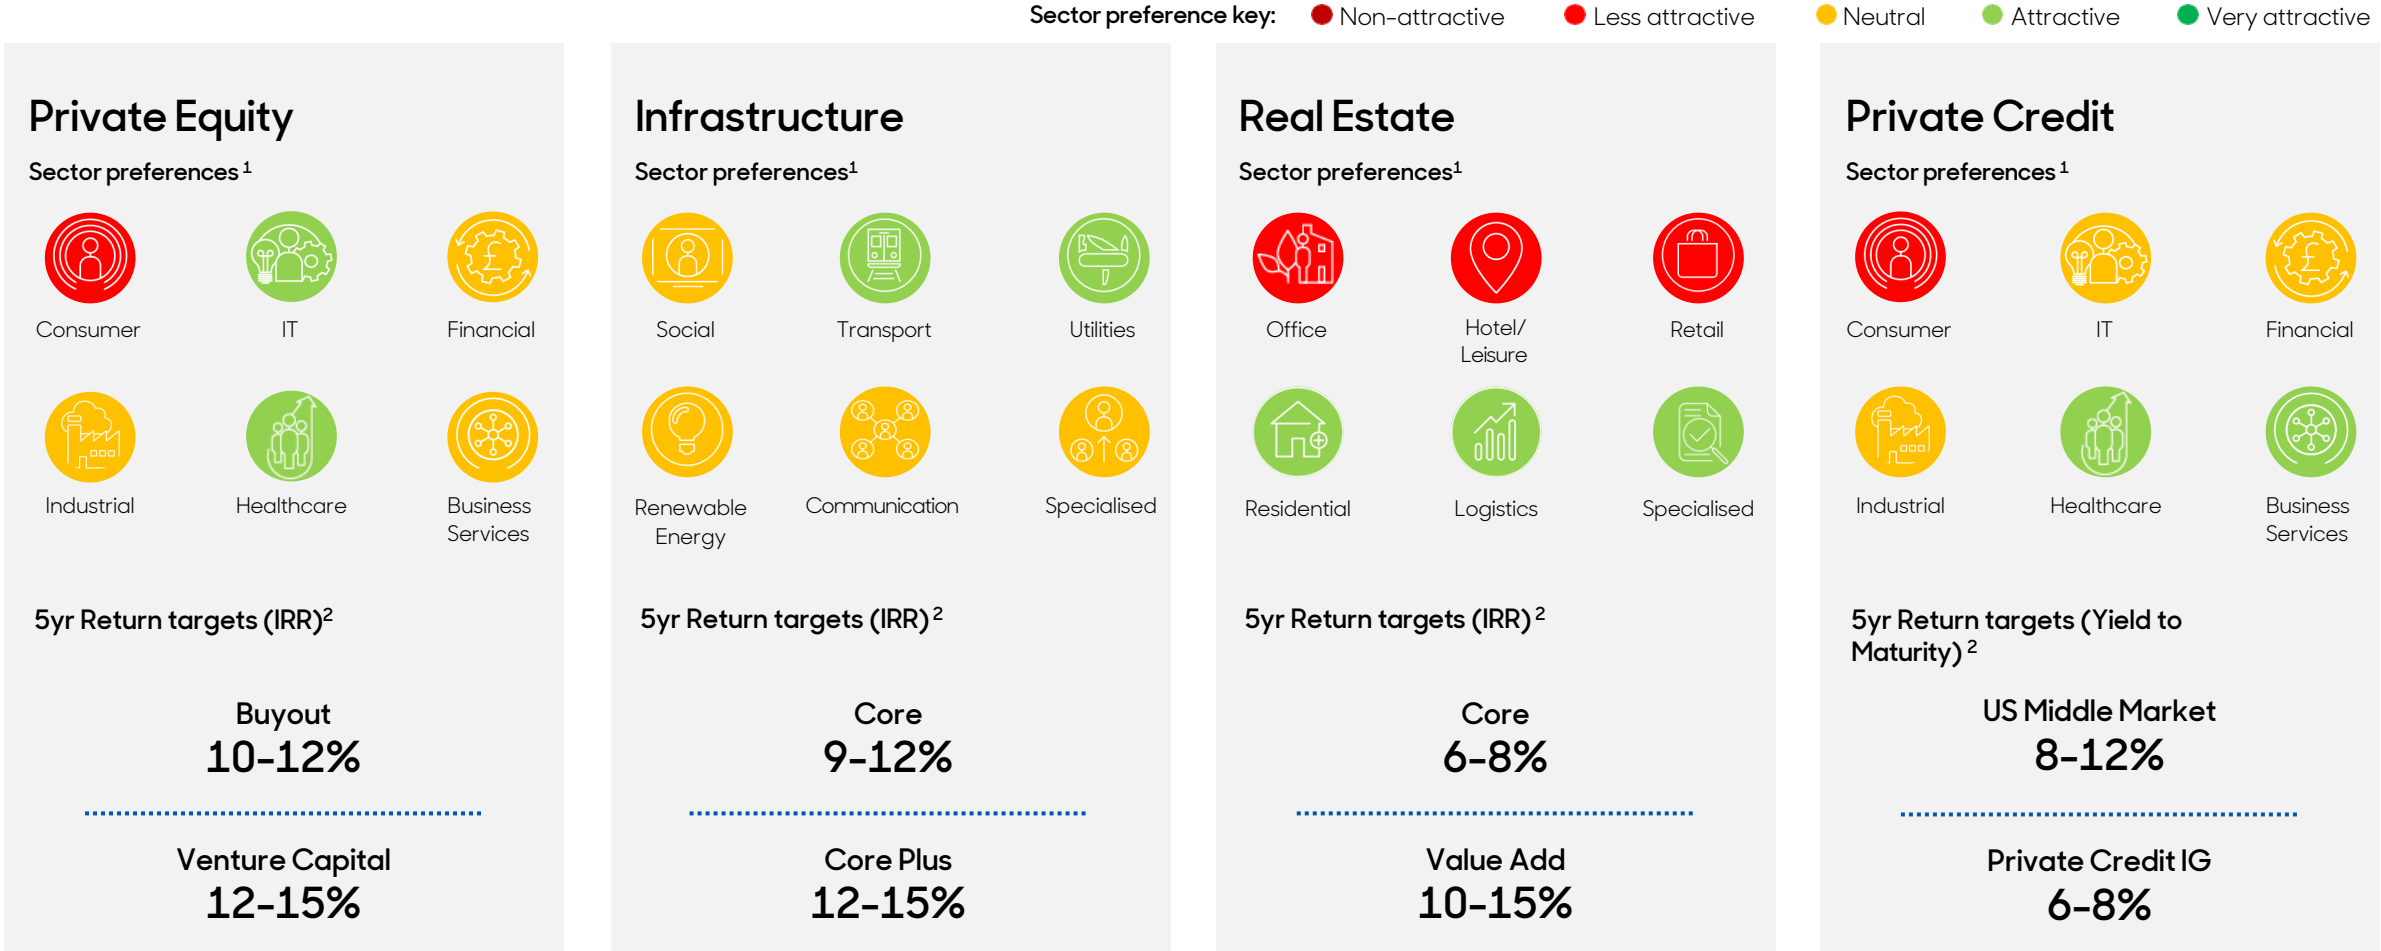 Sector preference key: Non-attractive Less attractive Neutral Attractive Very attractive
Private Equity
Sector preferences 1
Consumer IT Financial
Industrial Healthcare Business
Services
5yr Return targets (IRR)2
Buyout
10-12%
Venture Capital
12-15%
Infrastructure
Sector preferences1
Social Transport Utilities
Renewable Communication Specialised
Energy
5yr Return targets (IRR) 2
Core
9-12%
Core Plus
12-15%
Real Estate
Sector preferences1
Office Hotel/ Retail
Leisure
Residential Logistics Specialised
5yr Return targets (IRR) 2
Core
6-8%
Value Add
10-15%
Private Credit
Sector preferences 1
Consumer IT Financial
Industrial Healthcare Business
Services
5yr Return targets (Yield to
Maturity) 2
US Middle Market
8-12%
Private Credit IG
6-8%